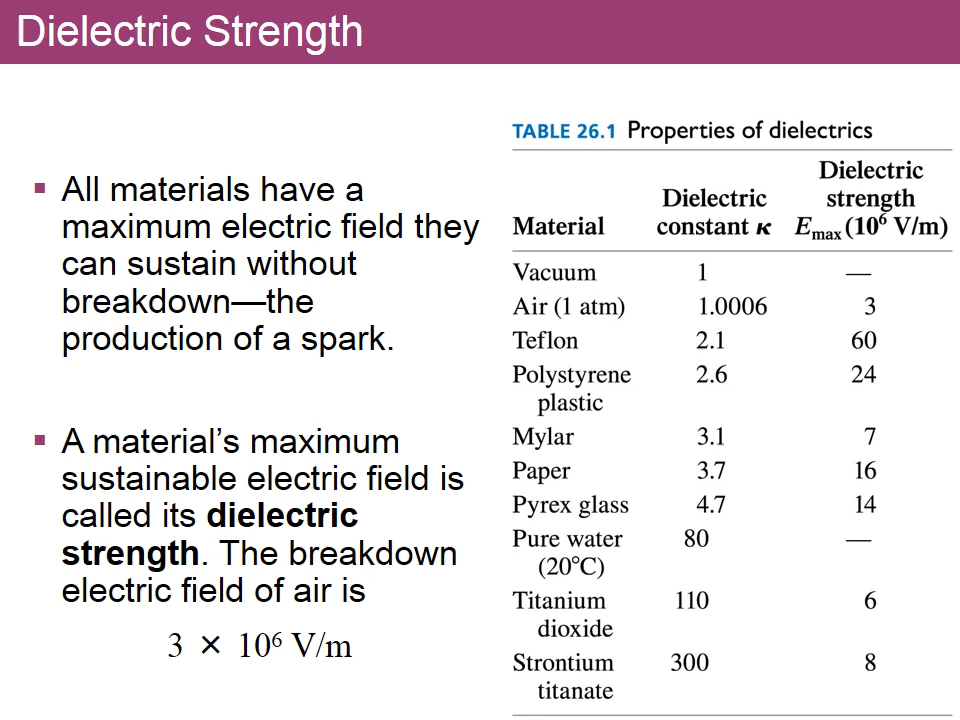 Dielectric Strength
▪ All materials have a
maximum electric field they
can sustain without
breakdown—the
production of a spark.
▪ A material’s maximum
sustainable electric field is
called its dielectric
strength. The breakdown
electric field of air is
3 × 10⁶ V/m
TABLE 26.1 Properties of dielectrics
Dielectric
Dielectric strength
Material constant κ Eₘₐₓ (10⁶ V/m)
Vacuum 1 —
Air (1 atm) 1.0006 3
Teflon 2.1 60
Polystyrene 2.6 24
plastic
Mylar 3.1 7
Paper 3.7 16
Pyrex glass 4.7 14
Pure water 80 —
(20°C)
Titanium 110 6
dioxide
Strontium 300 8
titanate